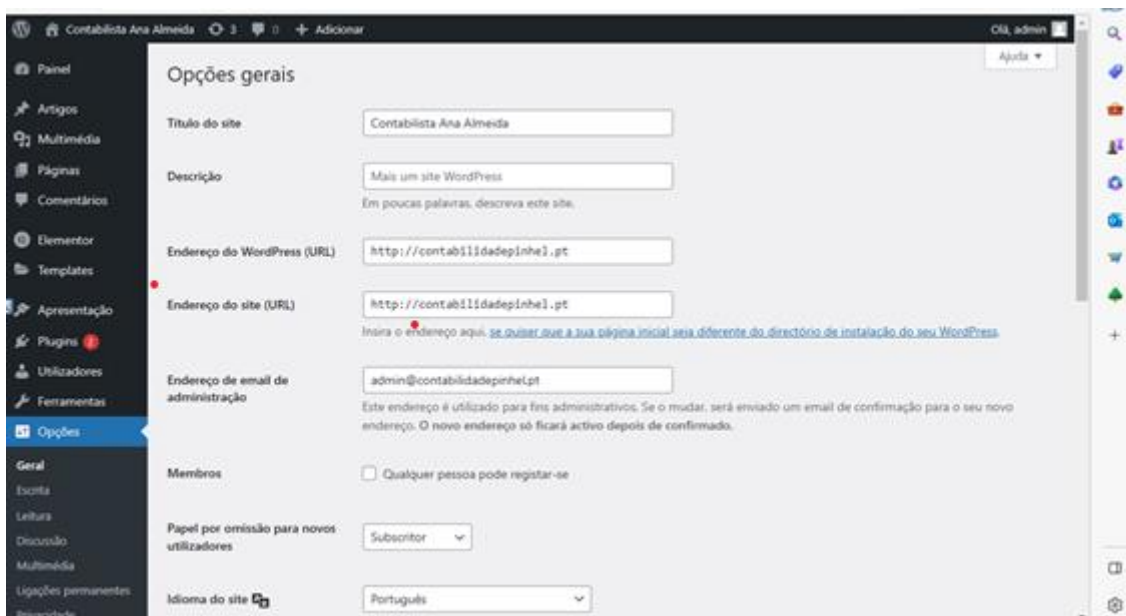 Contabilista Ana Almeida 3 0 + Adicionar Olá, admin
Ajuda
Painel
Artigos
Multimédia
Páginas
Comentários
Elementor
Templates
Apresentação
Plugins 2
Utilizadores
Ferramentas
Opções
Geral
Escrita
Leitura
Discussão
Multimédia
Ligações permanentes
Privacidade
Opções gerais
Título do site Contabilista Ana Almeida
Descrição Mais um site WordPress
Em poucas palavras, descreva este site.
Endereço do WordPress (URL) http://contabilidadepinhel.pt
Endereço do site (URL) http://contabilidadepinhel.pt
Insira o endereço aqui, se quiser que a sua página inicial seja diferente do directório de instalação do seu WordPress.
Endereço de email de
administração
admin@contabilidadepinhel.pt
Este endereço é utilizado para fins administrativos. Se o mudar, será enviado um email de confirmação para o seu novo
endereço. O novo endereço só ficará activo depois de confirmado.
Membros Qualquer pessoa pode registar-se
Papel por omissão para novos
utilizadores
Subscritor
Idioma do site Português